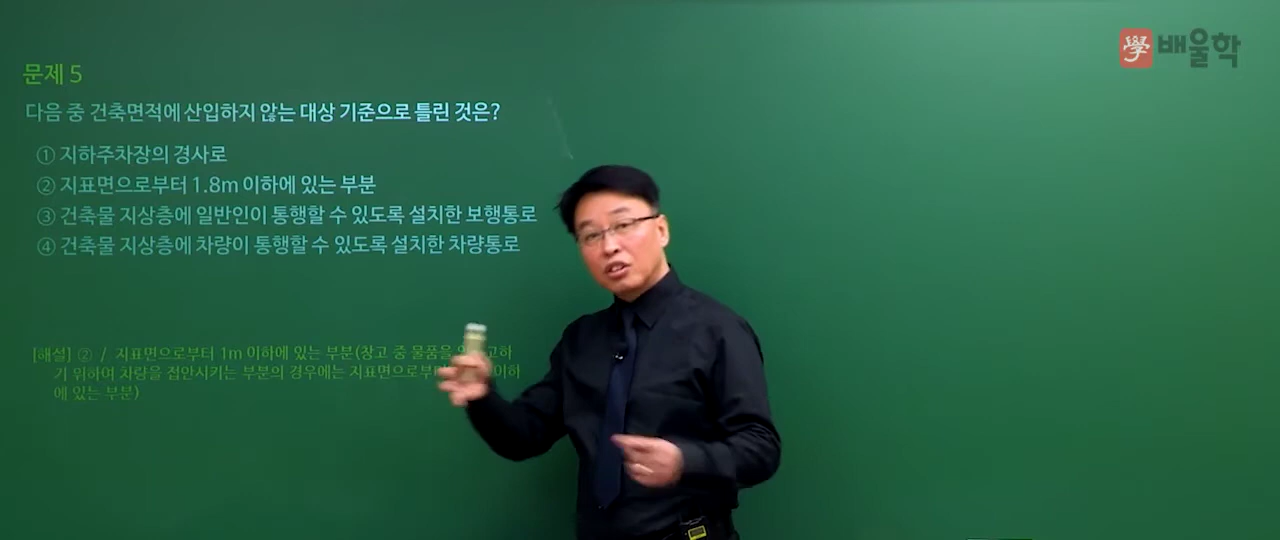 學 배울학
문제 5
다음 중 건축면적에 산입하지 않는 대상 기준으로 틀린 것은?
① 지하주차장의 경사로
② 지표면으로부터 1.8m 이하에 있는 부분
③ 건축물 지상층에 일반인이 통행할 수 있도록 설치한 보행통로
④ 건축물 지상층에 차량이 통행할 수 있도록 설치한 차량통로
[해설] ② / 지표면으로부터 1m 이하에 있는 부분(창고 중 물품을
기 위하여 차량을 접안시키는 부분의 경우에는 이하
에 있는 부분)